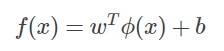 f(x) = w^T ϕ(x) + b